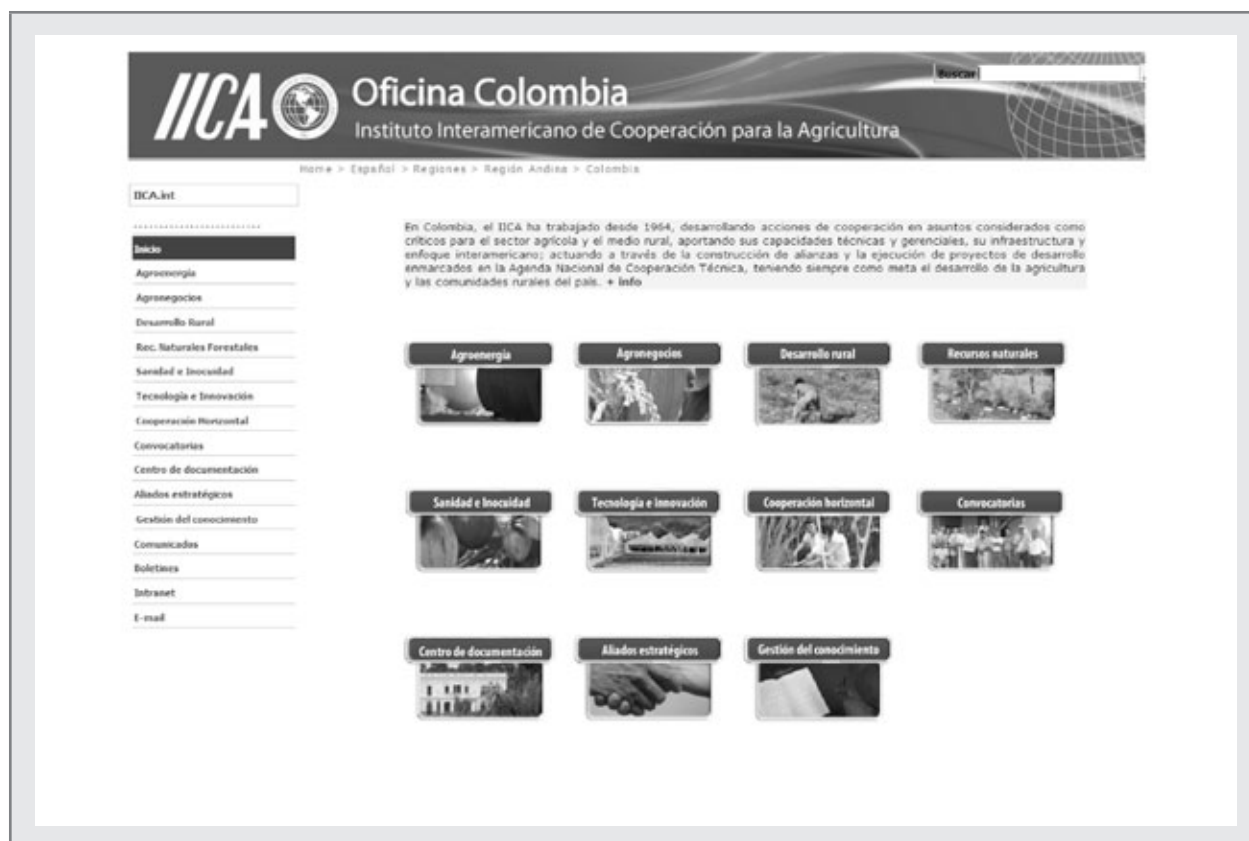 IICA Oficina Colombia
Instituto Interamericano de Cooperación para la Agricultura
Buscar
Home > Español > Regiones > Región Andina > Colombia
IICA.int
Inicio
Agroenergía
Agronegocios
Desarrollo Rural
Rec. Naturales Forestales
Sanidad e Inocuidad
Tecnología e Innovación
Cooperación Horizontal
Convocatorias
Centro de documentación
Aliados estratégicos
Gestión del conocimiento
Comunicados
Boletines
Intranet
E-mail
En Colombia, el IICA ha trabajado desde 1964, desarrollando acciones de cooperación en asuntos considerados como
críticos para el sector agrícola y el medio rural, aportando sus capacidades técnicas y gerenciales, su infraestructura y
enfoque interamericano; actuando a través de la construcción de alianzas y la ejecución de proyectos de desarrollo
enmarcados en la Agenda Nacional de Cooperación Técnica, teniendo siempre como meta el desarrollo de la agricultura
y las comunidades rurales del país. + info
Agroenergía
Agronegocios
Desarrollo rural
Recursos naturales
Sanidad e Inocuidad
Tecnología e innovación
Cooperación horizontal
Convocatorias
Centro de documentación
Aliados estratégicos
Gestión del conocimiento